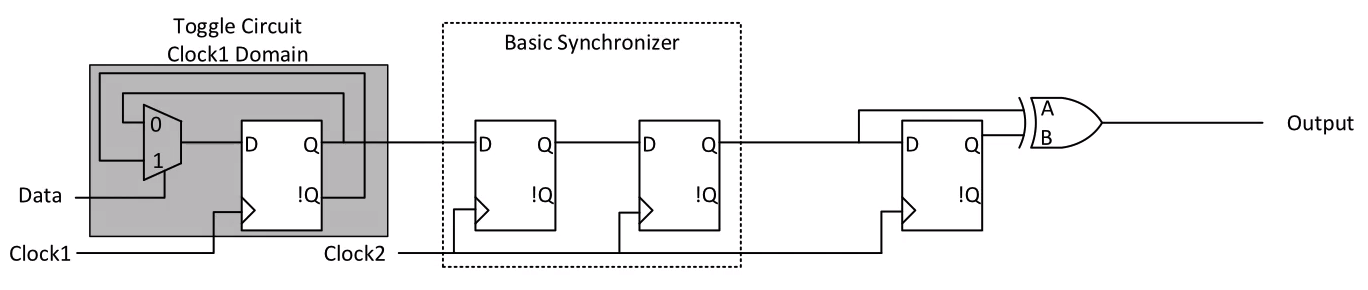 Toggle Circuit
Clock1 Domain
Basic Synchronizer
0
1
D
Q
!Q
D
Q
!Q
D
Q
!Q
D
Q
!Q
A
B
Output
Data
Clock1
Clock2